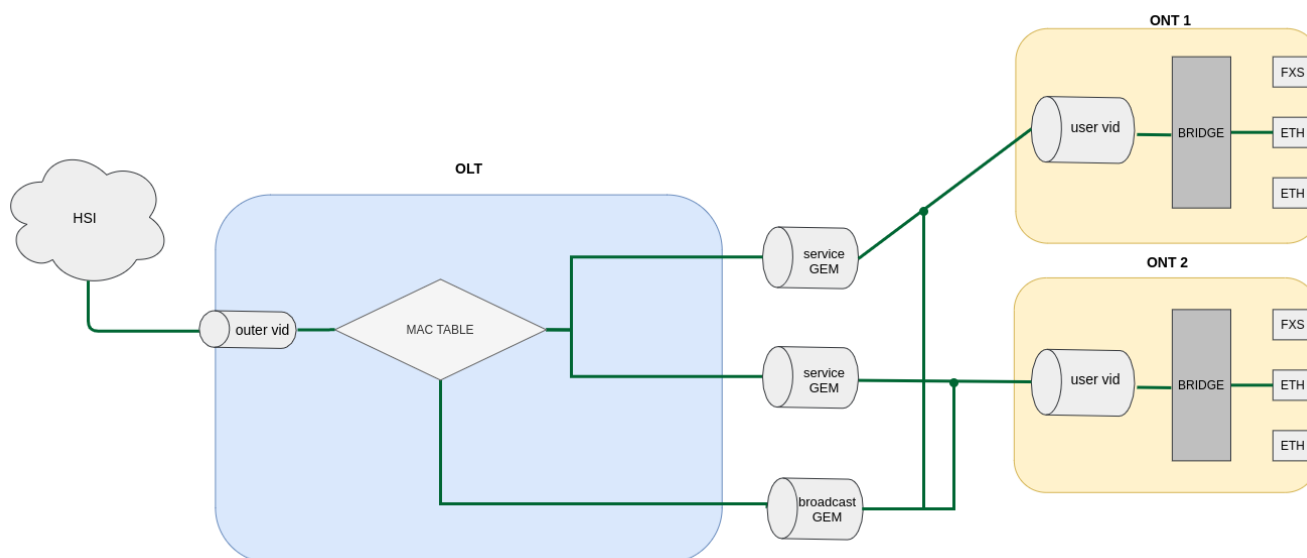 ONT 1
FXS
user vid
BRIDGE
ETH
ETH
OLT
HSI
service
GEM
outer vid
MAC TABLE
ONT 2
FXS
service
GEM
user vid
BRIDGE
ETH
ETH
broadcast
GEM